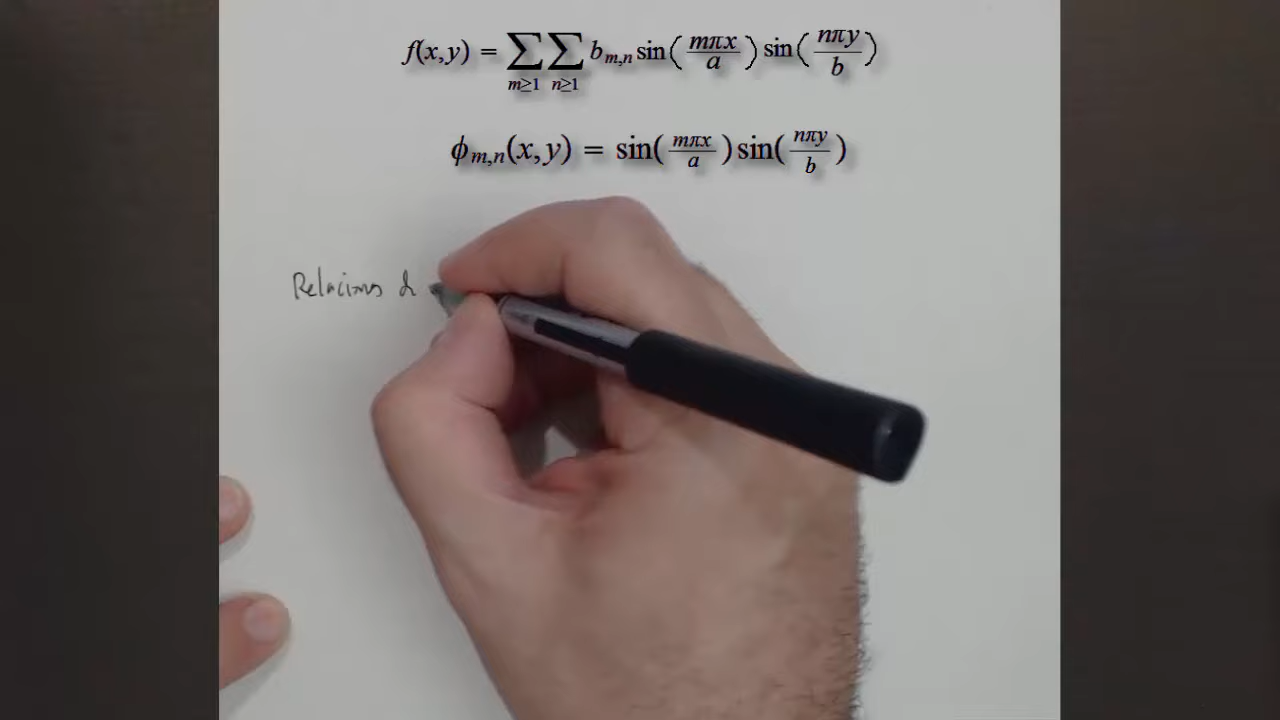 f(x,y) = ∑_{m≥1} ∑_{n≥1} b_{m,n} sin(mπx/a) sin(nπy/b)
ϕ_{m,n}(x,y) = sin(mπx/a) sin(nπy/b)
Relacions d